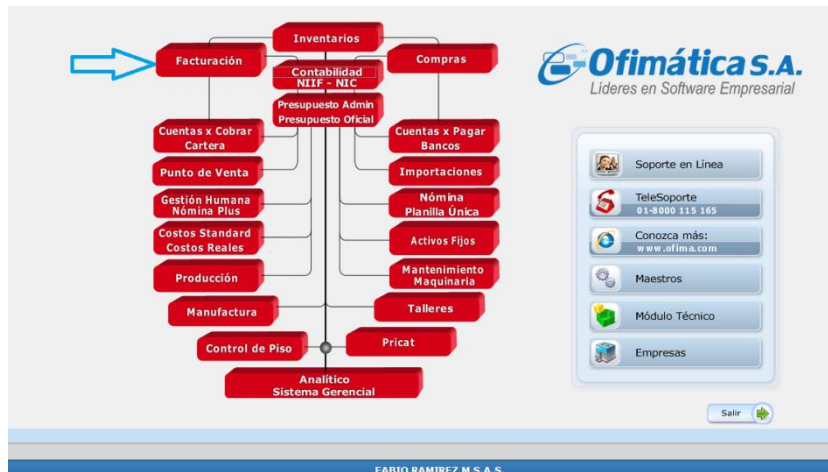 Inventarios
Facturación
Compras
Contabilidad
NIIF - NIC
Presupuesto Admin
Presupuesto Oficial
Cuentas x Cobrar
Cartera
Cuentas x Pagar
Bancos
Punto de Venta
Importaciones
Gestión Humana
Nómina Plus
Nómina
Planilla Única
Costos Standard
Costos Reales
Activos Fijos
Producción
Mantenimiento
Maquinaria
Manufactura
Talleres
Control de Piso
Pricat
Analítico
Sistema Gerencial
Ofimática S.A.
Lideres en Software Empresarial
Soporte en Línea
TeleSoporte
01-8000 115 165
Conozca más:
www.ofima.com
Maestros
Módulo Técnico
Empresas
Salir
FABIO RAMIREZ M S.A.S